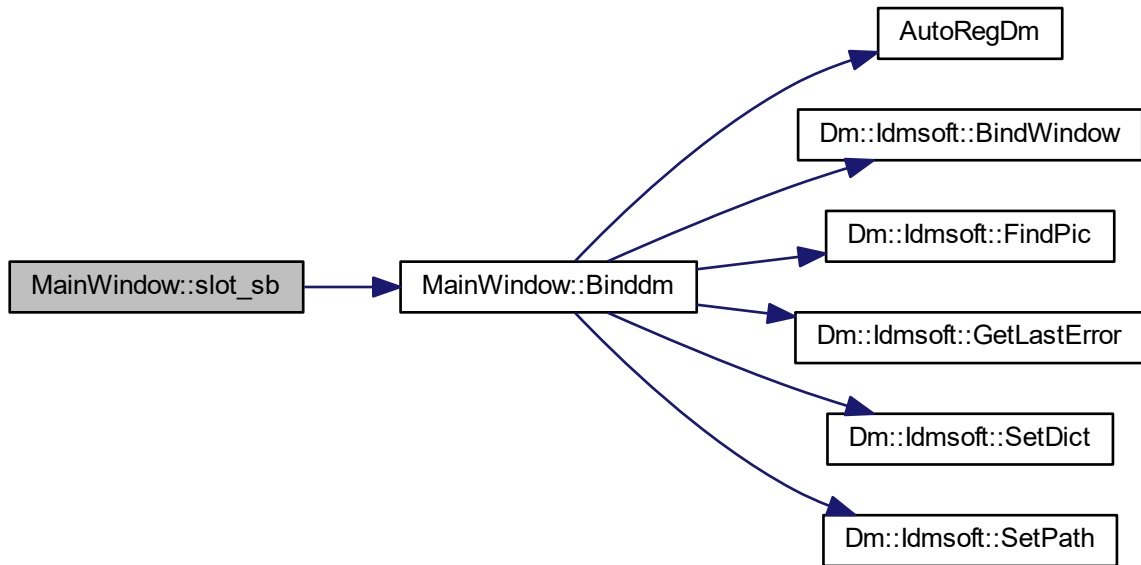 MainWindow::slot_sb
MainWindow::Binddm
AutoRegDm
Dm::Idmsoft::BindWindow
Dm::Idmsoft::FindPic
Dm::Idmsoft::GetLastError
Dm::Idmsoft::SetDict
Dm::Idmsoft::SetPath